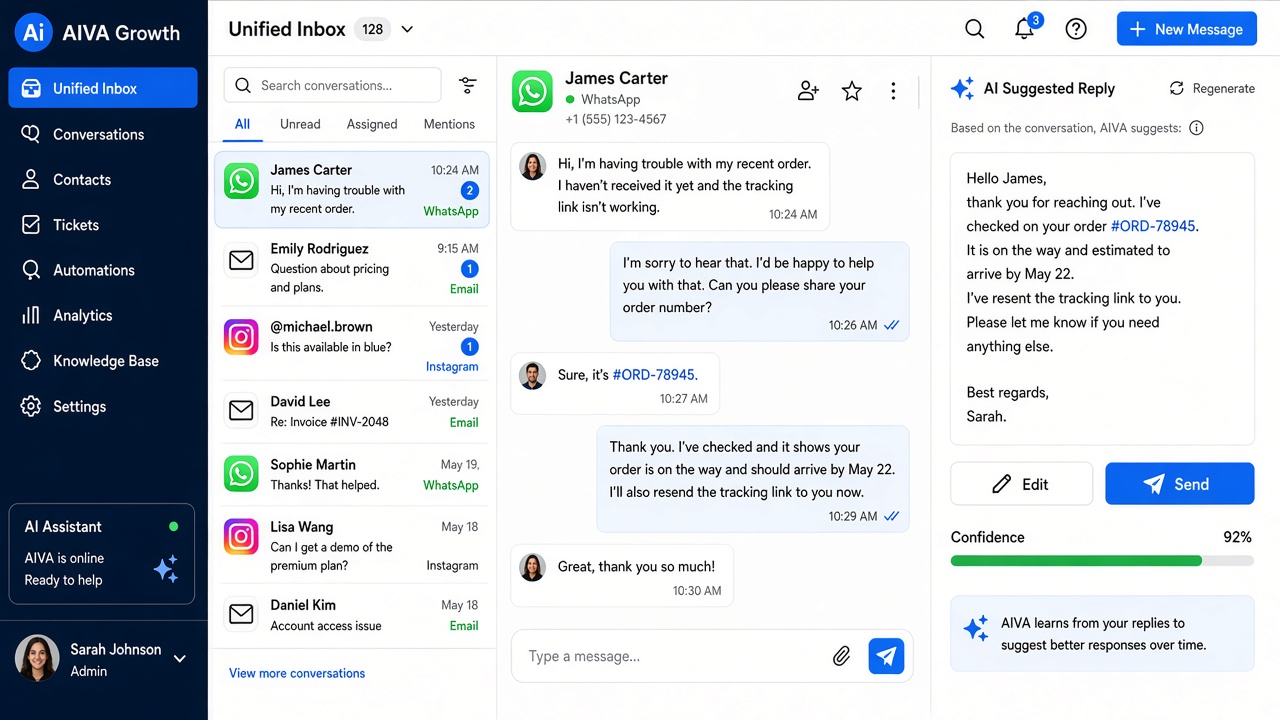 Ai AIVA Growth
Unified Inbox
Conversations
Contacts
Tickets
Automations
Analytics
Knowledge Base
Settings
AI Assistant
AIVA is online
Ready to help
Sarah Johnson
Admin
Unified Inbox 128
3
New Message
Search conversations...
All Unread Assigned Mentions
James Carter 10:24 AM
Hi, I'm having trouble with 2
my recent order. WhatsApp
Emily Rodriguez 9:15 AM
Question about pricing 1
and plans. Email
@michael.brown Yesterday
Is this available in blue? 1
Instagram
David Lee Yesterday
Re: Invoice #INV-2048 Email
Sophie Martin May 19,
Thanks! That helped. WhatsApp
Lisa Wang May 18
Can I get a demo of the
premium plan? Instagram
Daniel Kim May 18
Account access issue Email
View more conversations
James Carter
WhatsApp
+1 (555) 123-4567
Hi, I'm having trouble with my recent order.
I haven't received it yet and the tracking
link isn't working.
10:24 AM
I'm sorry to hear that. I'd be happy to help
you with that. Can you please share your
order number?
10:26 AM
Sure, it's #ORD-78945.
10:27 AM
Thank you. I've checked and it shows your
order is on the way and should arrive by May 22.
I'll also resend the tracking link to you now.
10:29 AM
Great, thank you so much!
10:30 AM
Type a message...
AI Suggested Reply Regenerate
Based on the conversation, AIVA suggests:
Hello James,
thank you for reaching out. I've
checked on your order #ORD-78945.
It is on the way and estimated to
arrive by May 22.
I've resent the tracking link to you.
Please let me know if you need
anything else.
Best regards,
Sarah.
Edit Send
Confidence 92%
AIVA learns from your replies to
suggest better responses over time.